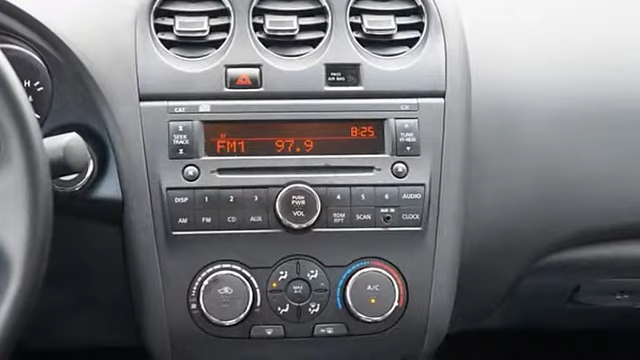 PASS
AIR BAG
CAT
8:25
FM1 97.9
SEEK
TRACK
TUNE
DISP 1 2 3 PUSH
PWR
VOL 4 5 6 AUDIO
AM FM CD AUX RDM
RPT SCAN CLOCK
MAX
A/C
A/C